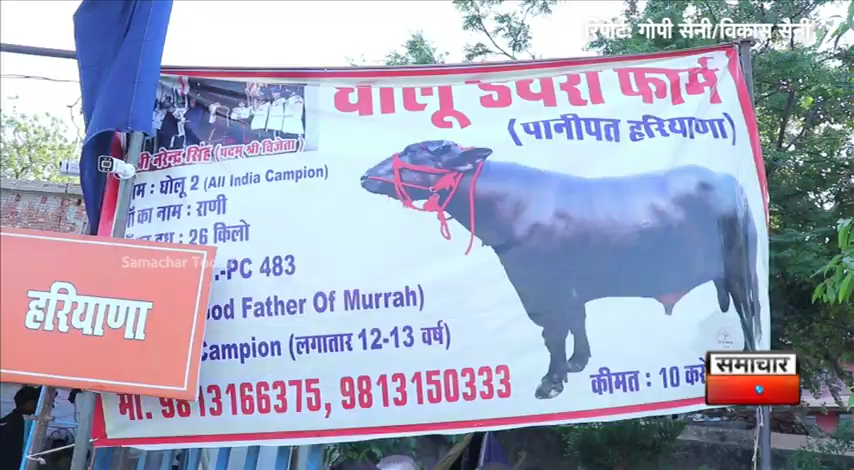 रिपोर्ट: गोपी सैनी/विकास सैनी
फार्म
(पानीपत हरियाणा)
नरेन्द्र सिंह (पदम श्री विजेता)
: घोलू 2 (All India Campion)
का नाम : राणी
: 26 किलो
Samachar
PC 483
Father Of Murrah)
Campion (लगातार 12-13 वर्ष)
मो. 9813166375, 9813150333
कीमत : 10
हरियाणा
समाचार